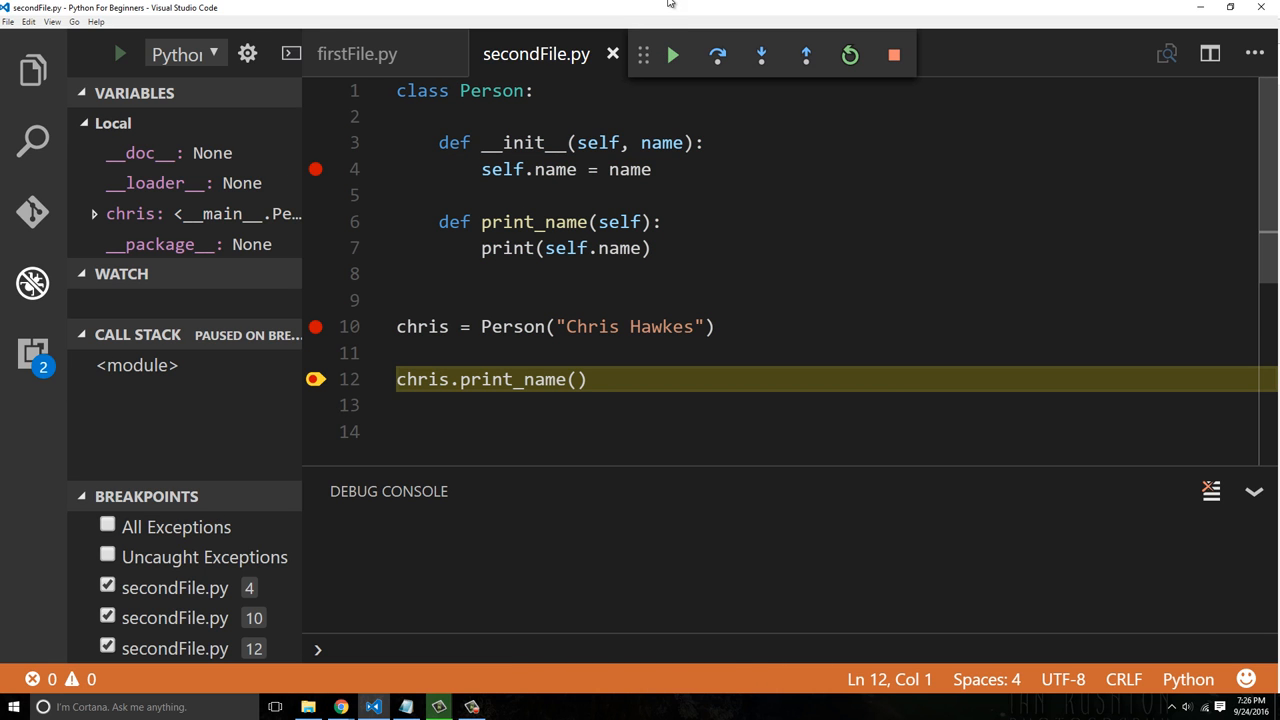 secondFile.py - Python For Beginners - Visual Studio Code
File Edit View Go Help
Pythor firstFile.py secondFile.py
VARIABLES
Local
__doc__: None
__loader__: None
chris: <__main__.Pe...
__package__: None
WATCH
CALL STACK PAUSED ON BRE...
<module>
BREAKPOINTS
All Exceptions
Uncaught Exceptions
secondFile.py 4
secondFile.py 10
secondFile.py 12
2
1 class Person:
2
3 def __init__(self, name):
4 self.name = name
5
6 def print_name(self):
7 print(self.name)
8
9
10 chris = Person("Chris Hawkes")
11
12 chris.print_name()
13
14
DEBUG CONSOLE
0 0 Ln 12, Col 1 Spaces: 4 UTF-8 CRLF Python
I'm Cortana. Ask me anything.
7:26 PM
9/24/2016